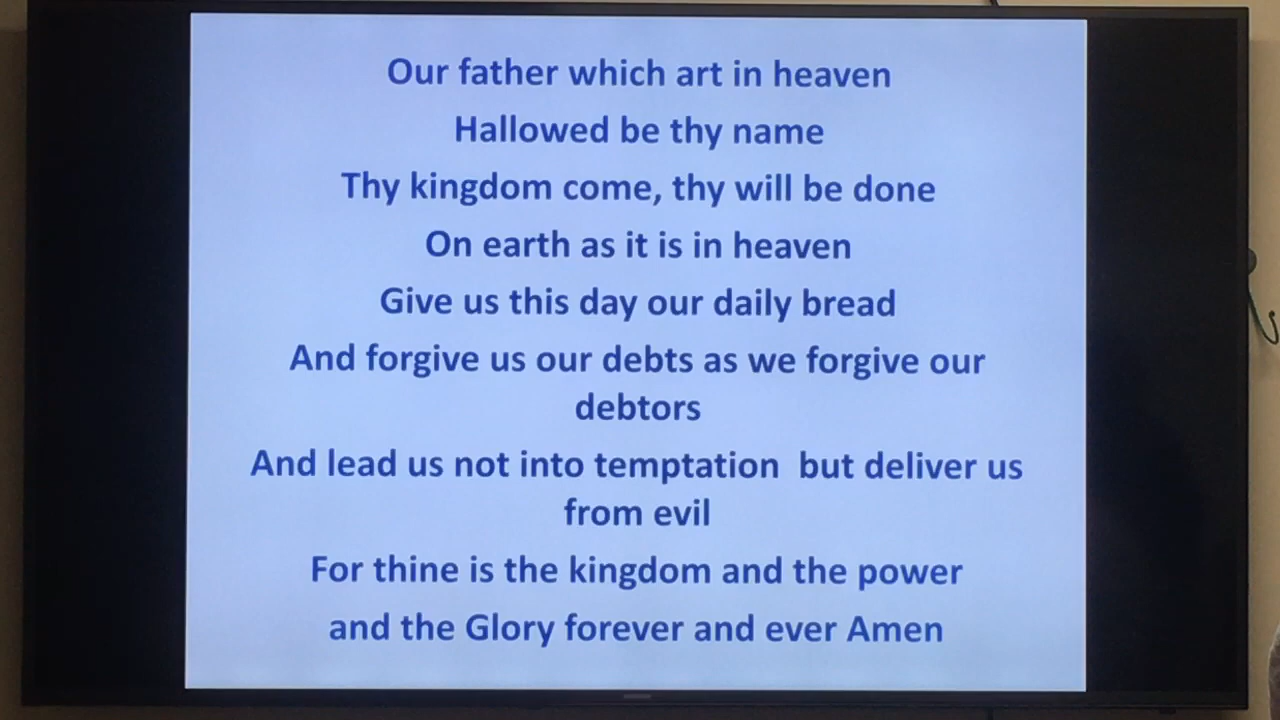 Our father which art in heaven
Hallowed be thy name
Thy kingdom come, thy will be done
On earth as it is in heaven
Give us this day our daily bread
And forgive us our debts as we forgive our
debtors
And lead us not into temptation  but deliver us
from evil
For thine is the kingdom and the power
and the Glory forever and ever Amen